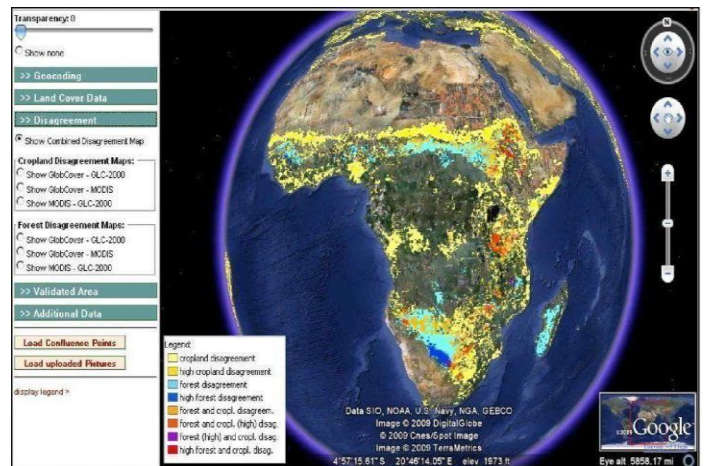 Transparency: 0
Show none
>> Geocoding
>> Land Cover Data
>> Disagreement
Show Combined Disagreement Map
Cropland Disagreement Maps:
Show GlobCover - GLC-2000
Show GlobCover - MODIS
Show MODIS - GLC-2000
Forest Disagreement Maps:
Show GlobCover - GLC-2000
Show GlobCover - MODIS
Show MODIS - GLC-2000
>> Validated Area
>> Additional Data
Load Confluence Points
Load uploaded Pictures
display legend >
N
Legend:
cropland disagreement
high cropland disagreement
forest disagreement
high forest disagreement
forest and cropl. disagreem.
forest and cropl. (high) disag.
forest (high) and cropl. disag.
high forest and cropl. disag.
Data SIO, NOAA, U.S. Navy, NGA, GEBCO
Image © 2009 DigitalGlobe
© 2009 Cnes/Spot Image
Image © 2009 TerraMetrics
©2009 Google
4°57'15.61" S 20°46'14.05" E elev 1973 ft
Eye alt 5858.17 mi